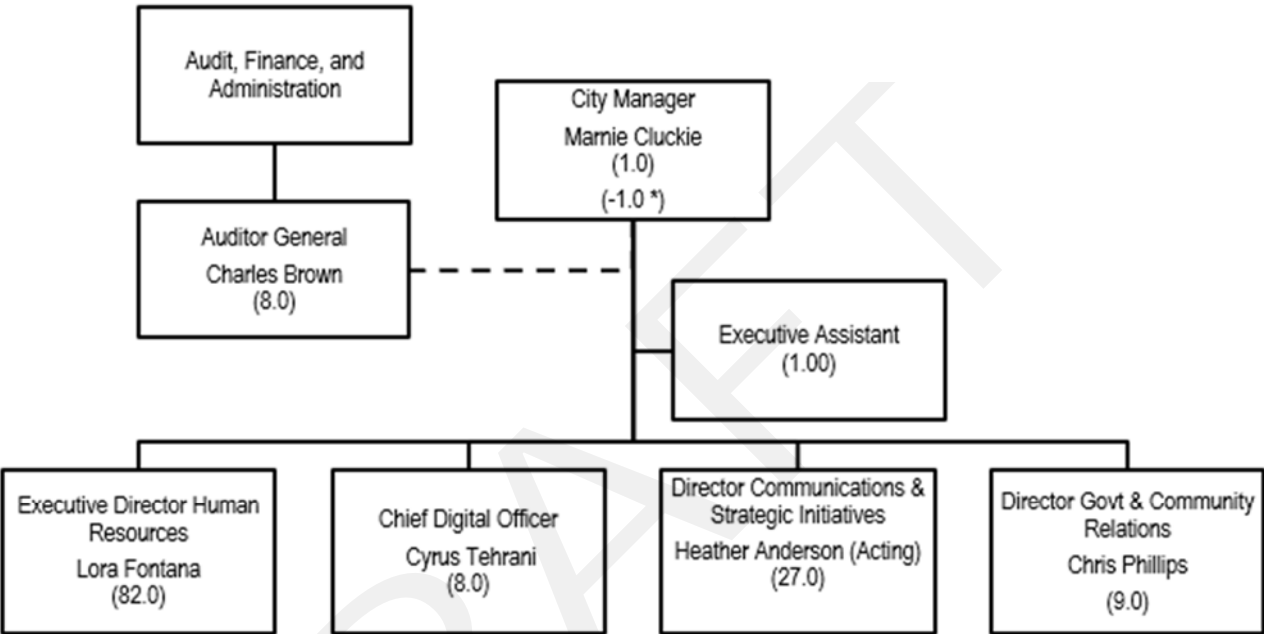 Audit, Finance, and
Administration
City Manager
Marnie Cluckie
(1.0)
(-1.0 *)
Auditor General
Charles Brown
(8.0)
Executive Assistant
(1.00)
Executive Director Human
Resources
Lora Fontana
(82.0)
Chief Digital Officer
Cyrus Tehrani
(8.0)
Director Communications &
Strategic Initiatives
Heather Anderson (Acting)
(27.0)
Director Govt & Community
Relations
Chris Phillips
(9.0)
DRAFT